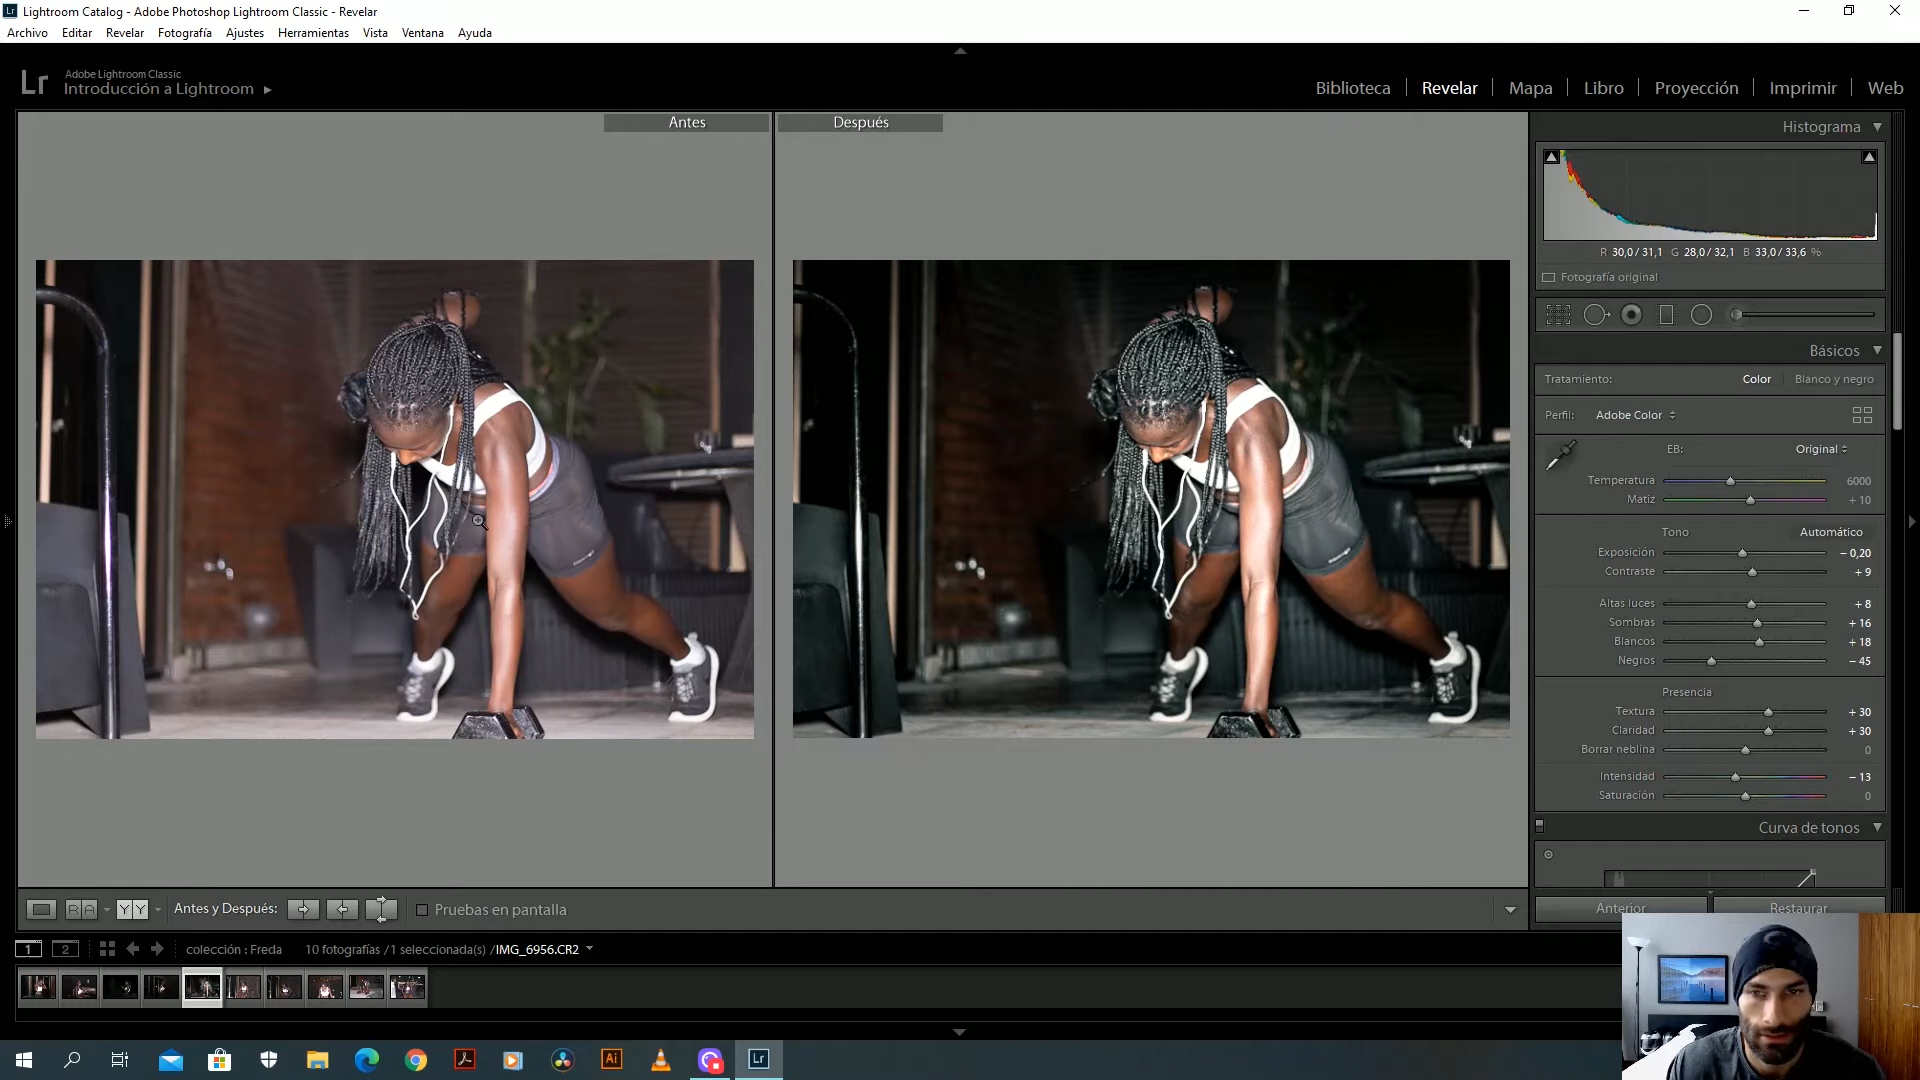 Lr Lightroom Catalog - Adobe Photoshop Lightroom Classic - Revelar
Archivo Editar Revelar Fotografía Ajustes Herramientas Vista Ventana Ayuda
Lr Adobe Lightroom Classic
Introducción a Lightroom
Biblioteca | Revelar | Mapa | Libro | Proyección | Imprimir | Web
Antes
Después
Histograma
R 30,0 / 31,1 G 28,0 / 32,1 B 33,0 / 33,6 %
Fotografía original
Básicos
Tratamiento: Color Blanco y negro
Perfil: Adobe Color
EB: Original
Temperatura 6000
Matiz + 10
Tono Automático
Exposición − 0,20
Contraste + 9
Altas luces + 8
Sombras + 16
Blancos + 18
Negros − 45
Presencia
Textura + 30
Claridad + 30
Borrar neblina 0
Intensidad − 13
Saturación 0
Curva de tonos
Anterior Restaurar
R A Y Y Antes y Después: Pruebas en pantalla
1 2 colección : Freda 10 fotografías / 1 seleccionada(s) / IMG_6956.CR2
Ai Lr